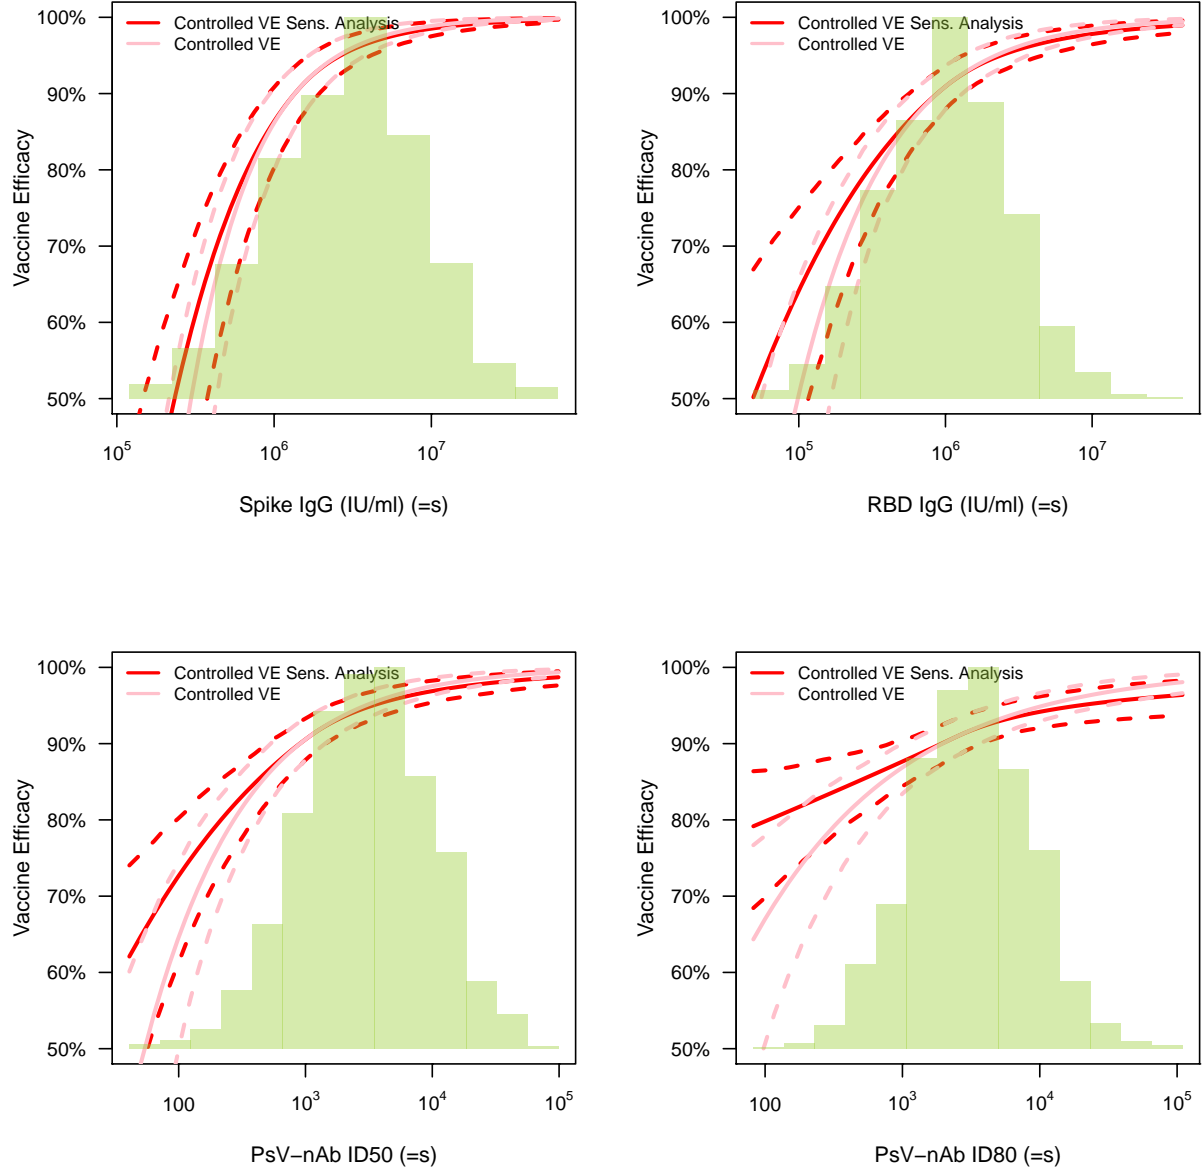 100%
90%
80%
70%
60%
50%
Vaccine Efficacy
Controlled VE Sens. Analysis
Controlled VE
10^5
10^6
10^7
Spike IgG (IU/ml) (=s)
100%
90%
80%
70%
60%
50%
Vaccine Efficacy
Controlled VE Sens. Analysis
Controlled VE
10^5
10^6
10^7
RBD IgG (IU/ml) (=s)
100%
90%
80%
70%
60%
50%
Vaccine Efficacy
Controlled VE Sens. Analysis
Controlled VE
100
10^3
10^4
10^5
PsV−nAb ID50 (=s)
100%
90%
80%
70%
60%
50%
Vaccine Efficacy
Controlled VE Sens. Analysis
Controlled VE
100
10^3
10^4
10^5
PsV−nAb ID80 (=s)